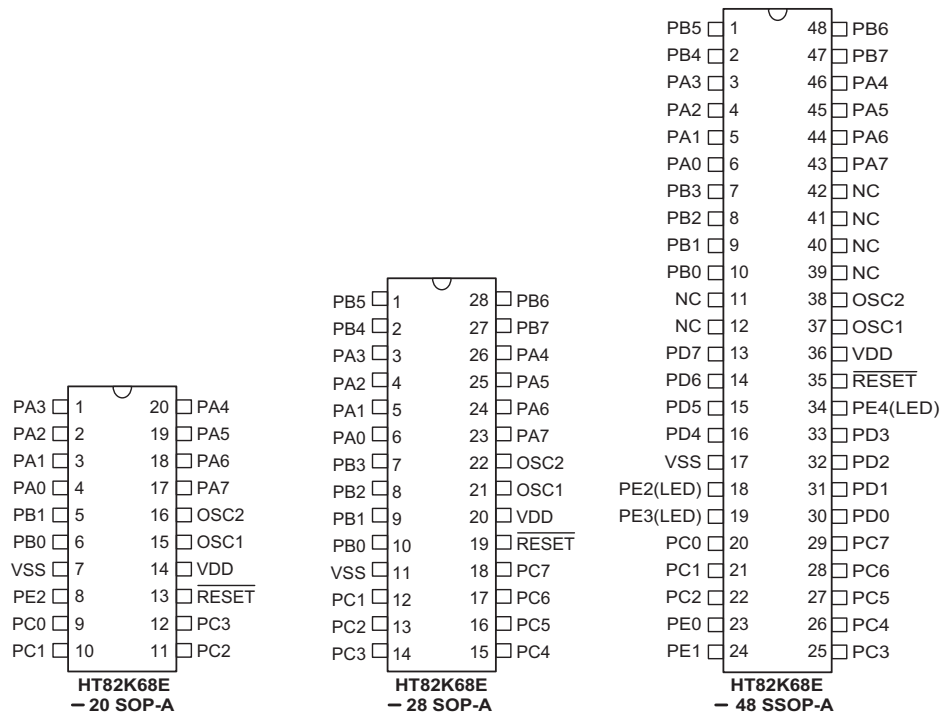 PA3 1 20 PA4
PA2 2 19 PA5
PA1 3 18 PA6
PA0 4 17 PA7
PB1 5 16 OSC2
PB0 6 15 OSC1
VSS 7 14 VDD
PE2 8 13 RESET
PC0 9 12 PC3
PC1 10 11 PC2
HT82K68E
– 20 SOP-A
PB5 1 28 PB6
PB4 2 27 PB7
PA3 3 26 PA4
PA2 4 25 PA5
PA1 5 24 PA6
PA0 6 23 PA7
PB3 7 22 OSC2
PB2 8 21 OSC1
PB1 9 20 VDD
PB0 10 19 RESET
VSS 11 18 PC7
PC1 12 17 PC6
PC2 13 16 PC5
PC3 14 15 PC4
HT82K68E
– 28 SOP-A
PB5 1 48 PB6
PB4 2 47 PB7
PA3 3 46 PA4
PA2 4 45 PA5
PA1 5 44 PA6
PA0 6 43 PA7
PB3 7 42 NC
PB2 8 41 NC
PB1 9 40 NC
PB0 10 39 NC
NC 11 38 OSC2
NC 12 37 OSC1
PD7 13 36 VDD
PD6 14 35 RESET
PD5 15 34 PE4(LED)
PD4 16 33 PD3
VSS 17 32 PD2
PE2(LED) 18 31 PD1
PE3(LED) 19 30 PD0
PC0 20 29 PC7
PC1 21 28 PC6
PC2 22 27 PC5
PE0 23 26 PC4
PE1 24 25 PC3
HT82K68E
– 48 SSOP-A